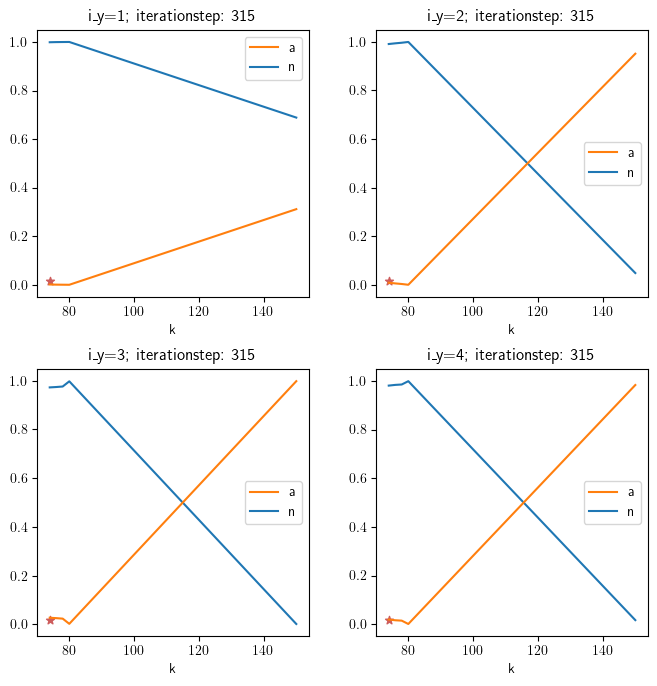 i_y=1; iterationstep: 315
1.0
0.8
0.6
0.4
0.2
0.0
a
n
80 100 120 140
k
i_y=2; iterationstep: 315
1.0
0.8
0.6
0.4
0.2
0.0
a
n
80 100 120 140
k
i_y=3; iterationstep: 315
1.0
0.8
0.6
0.4
0.2
0.0
a
n
80 100 120 140
k
i_y=4; iterationstep: 315
1.0
0.8
0.6
0.4
0.2
0.0
a
n
80 100 120 140
k